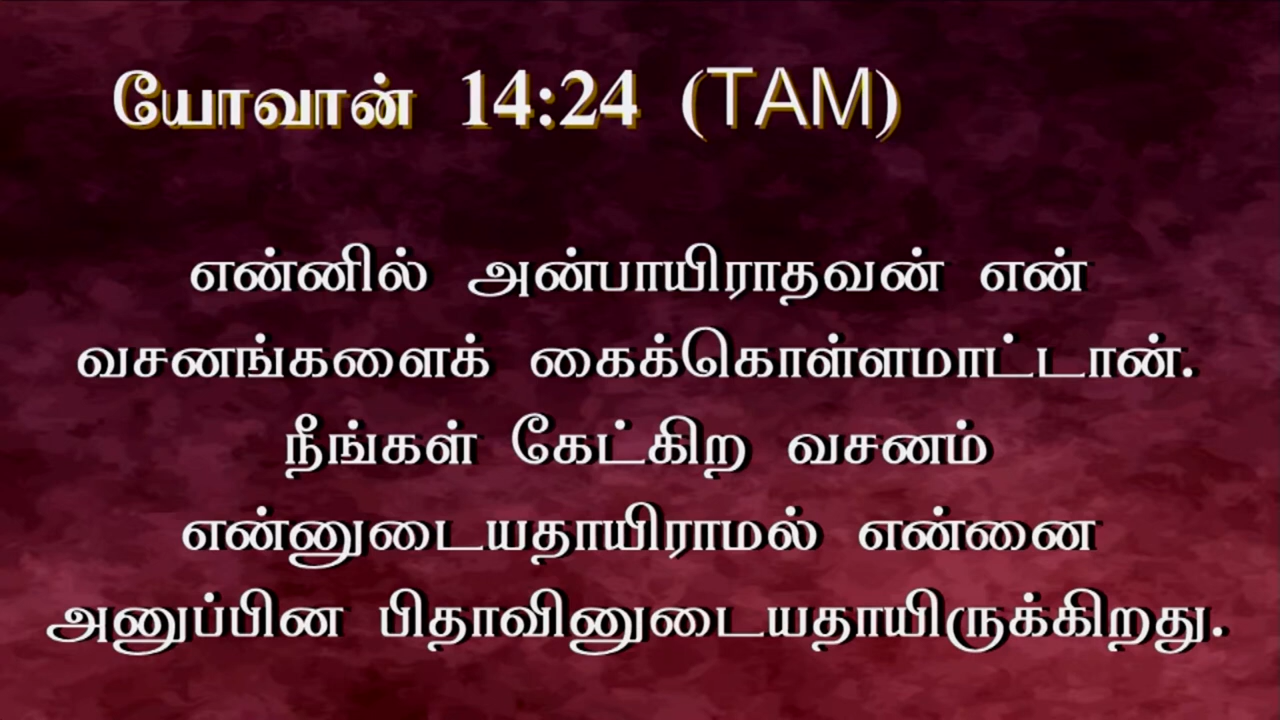 யோவான் 14:24 (TAM)
என்னில் அன்பாயிராதவன் என்
வசனங்களைக் கைக்கொள்ளமாட்டான்.
நீங்கள் கேட்கிற வசனம்
என்னுடையதாயிராமல் என்னை
அனுப்பின பிதாவினுடையதாயிருக்கிறது.